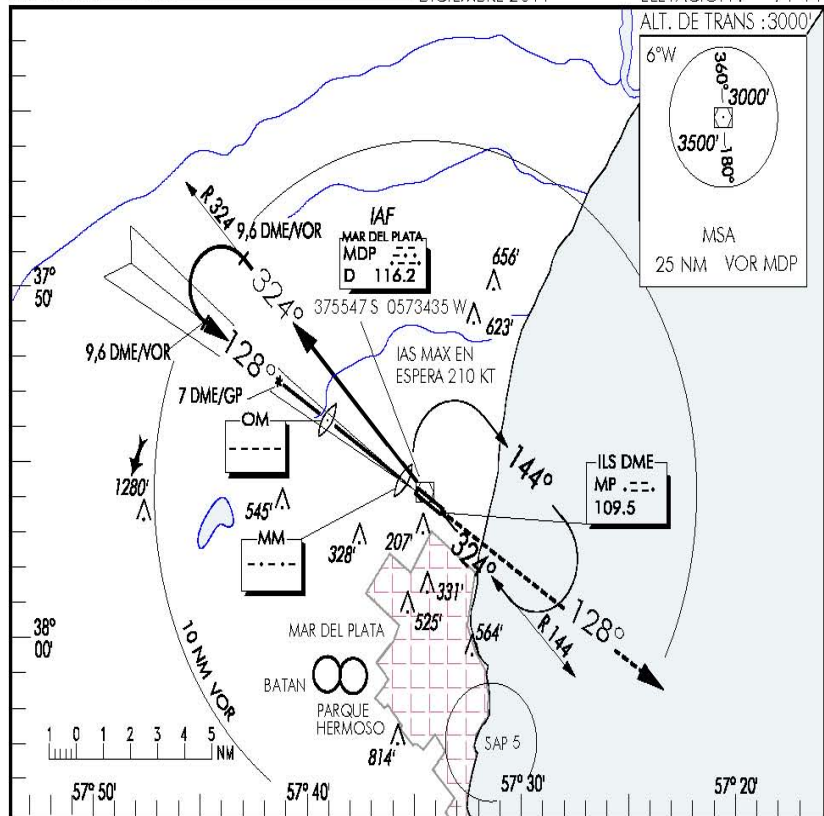 ALT. DE TRANS :3000'
6°W
360°
3000'
3500'
180°
MSA
25 NM VOR MDP
R 324
9,6 DME/VOR
IAF
MAR DEL PLATA
MDP
D 116.2
375547 S 0573435 W
656'
623'
37°
50'
324°
128°
9,6 DME/VOR
7 DME/GP
IAS MAX EN
ESPERA 210 KT
OM
144°
ILS DME
MP
109.5
1280'
545'
MM
328'
207'
324°
331'
525'
564'
128°
R 144
38°
00'
MAR DEL PLATA
10 NM VOR
BATAN
PARQUE
HERMOSO
814'
SAP 5
1 0 1 2 3 4 5
NM
57° 50'
57° 40'
57° 30'
57° 20'